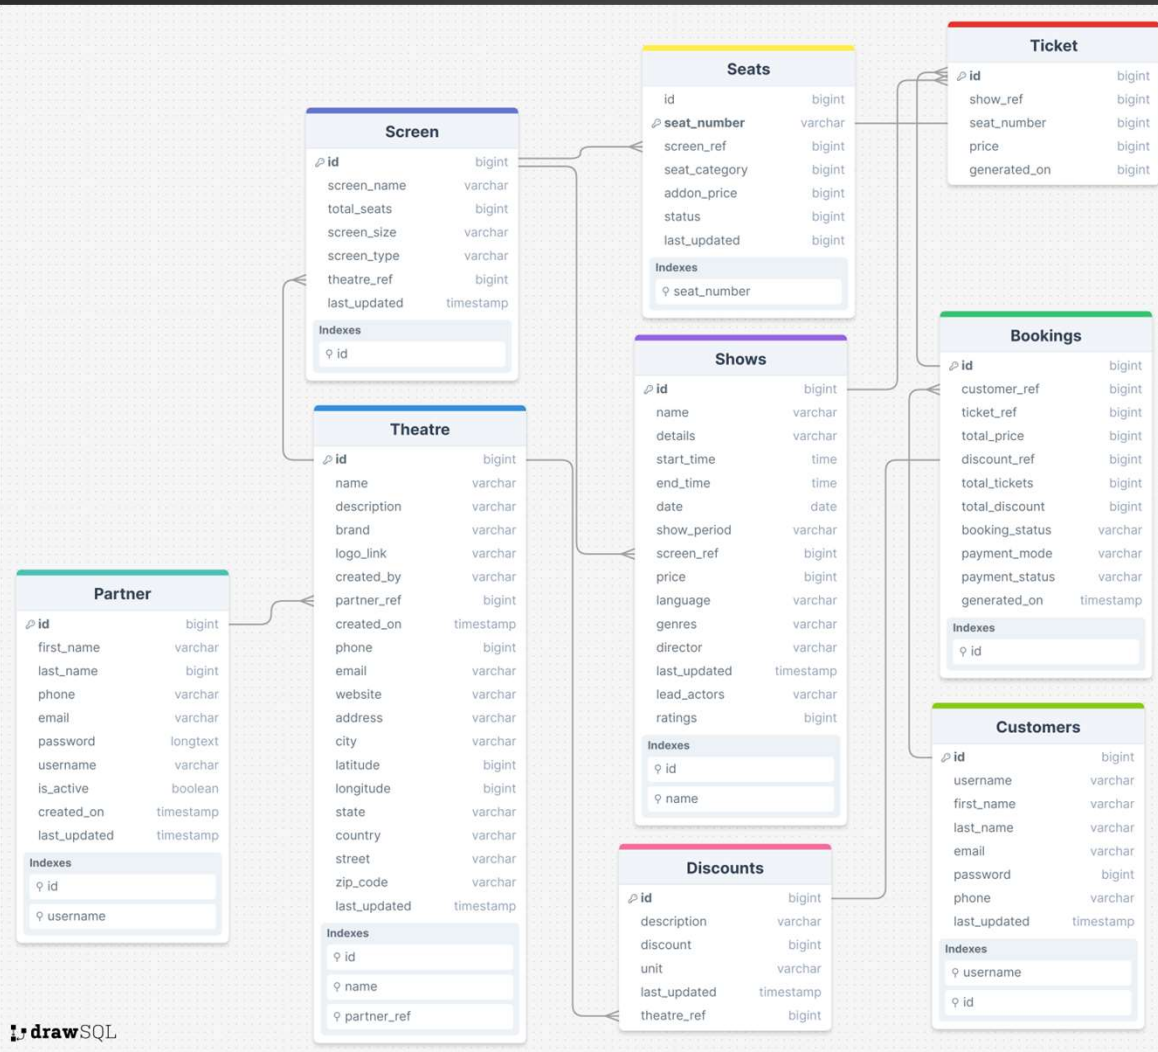 Screen
id bigint
screen_name varchar
total_seats bigint
screen_size varchar
screen_type varchar
theatre_ref bigint
last_updated timestamp
Indexes
id
Seats
id bigint
seat_number varchar
screen_ref bigint
seat_category bigint
addon_price bigint
status bigint
last_updated bigint
Indexes
seat_number
Ticket
id bigint
show_ref bigint
seat_number bigint
price bigint
generated_on bigint
Theatre
id bigint
name varchar
description varchar
brand varchar
logo_link varchar
created_by varchar
partner_ref bigint
created_on timestamp
phone bigint
email varchar
website varchar
address varchar
city varchar
latitude bigint
longitude bigint
state varchar
country varchar
street varchar
zip_code varchar
last_updated timestamp
Indexes
id
name
partner_ref
Shows
id bigint
name varchar
details varchar
start_time time
end_time time
date date
show_period varchar
screen_ref bigint
price bigint
language varchar
genres varchar
director varchar
last_updated timestamp
lead_actors varchar
ratings bigint
Indexes
id
name
Bookings
id bigint
customer_ref bigint
ticket_ref bigint
total_price bigint
discount_ref bigint
total_tickets bigint
total_discount bigint
booking_status varchar
payment_mode varchar
payment_status varchar
generated_on timestamp
Indexes
id
Partner
id bigint
first_name varchar
last_name bigint
phone varchar
email varchar
password longtext
username varchar
is_active boolean
created_on timestamp
last_updated timestamp
Indexes
id
username
Discounts
id bigint
description varchar
discount bigint
unit varchar
last_updated timestamp
theatre_ref bigint
Customers
id bigint
username varchar
first_name varchar
last_name varchar
email varchar
password bigint
phone varchar
last_updated timestamp
Indexes
username
id
drawSQL